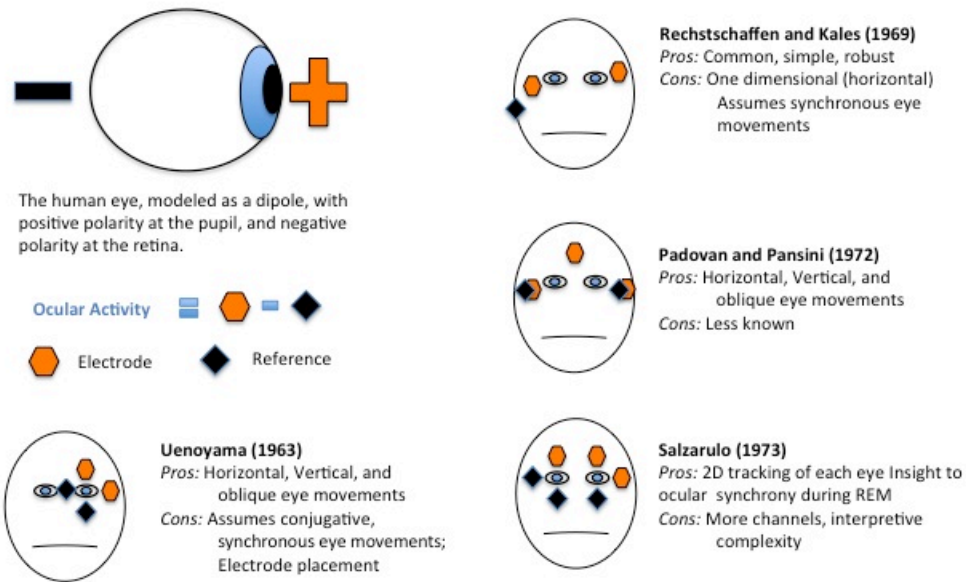 The human eye, modeled as a dipole, with
positive polarity at the pupil, and negative
polarity at the retina.
Ocular Activity
Electrode
Reference
Uenoyama (1963)
Pros: Horizontal, Vertical, and
oblique eye movements
Cons: Assumes conjugative,
synchronous eye movements;
Electrode placement
Rechstschaffen and Kales (1969)
Pros: Common, simple, robust
Cons: One dimensional (horizontal)
Assumes synchronous eye
movements
Padovan and Pansini (1972)
Pros: Horizontal, Vertical, and
oblique eye movements
Cons: Less known
Salzarulo (1973)
Pros: 2D tracking of each eye Insight to
ocular synchrony during REM
Cons: More channels, interpretive
complexity